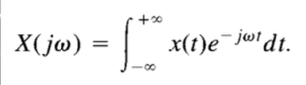 X(jω) = ∫_{-∞}^{+∞} x(t)e^{-jωt}dt.